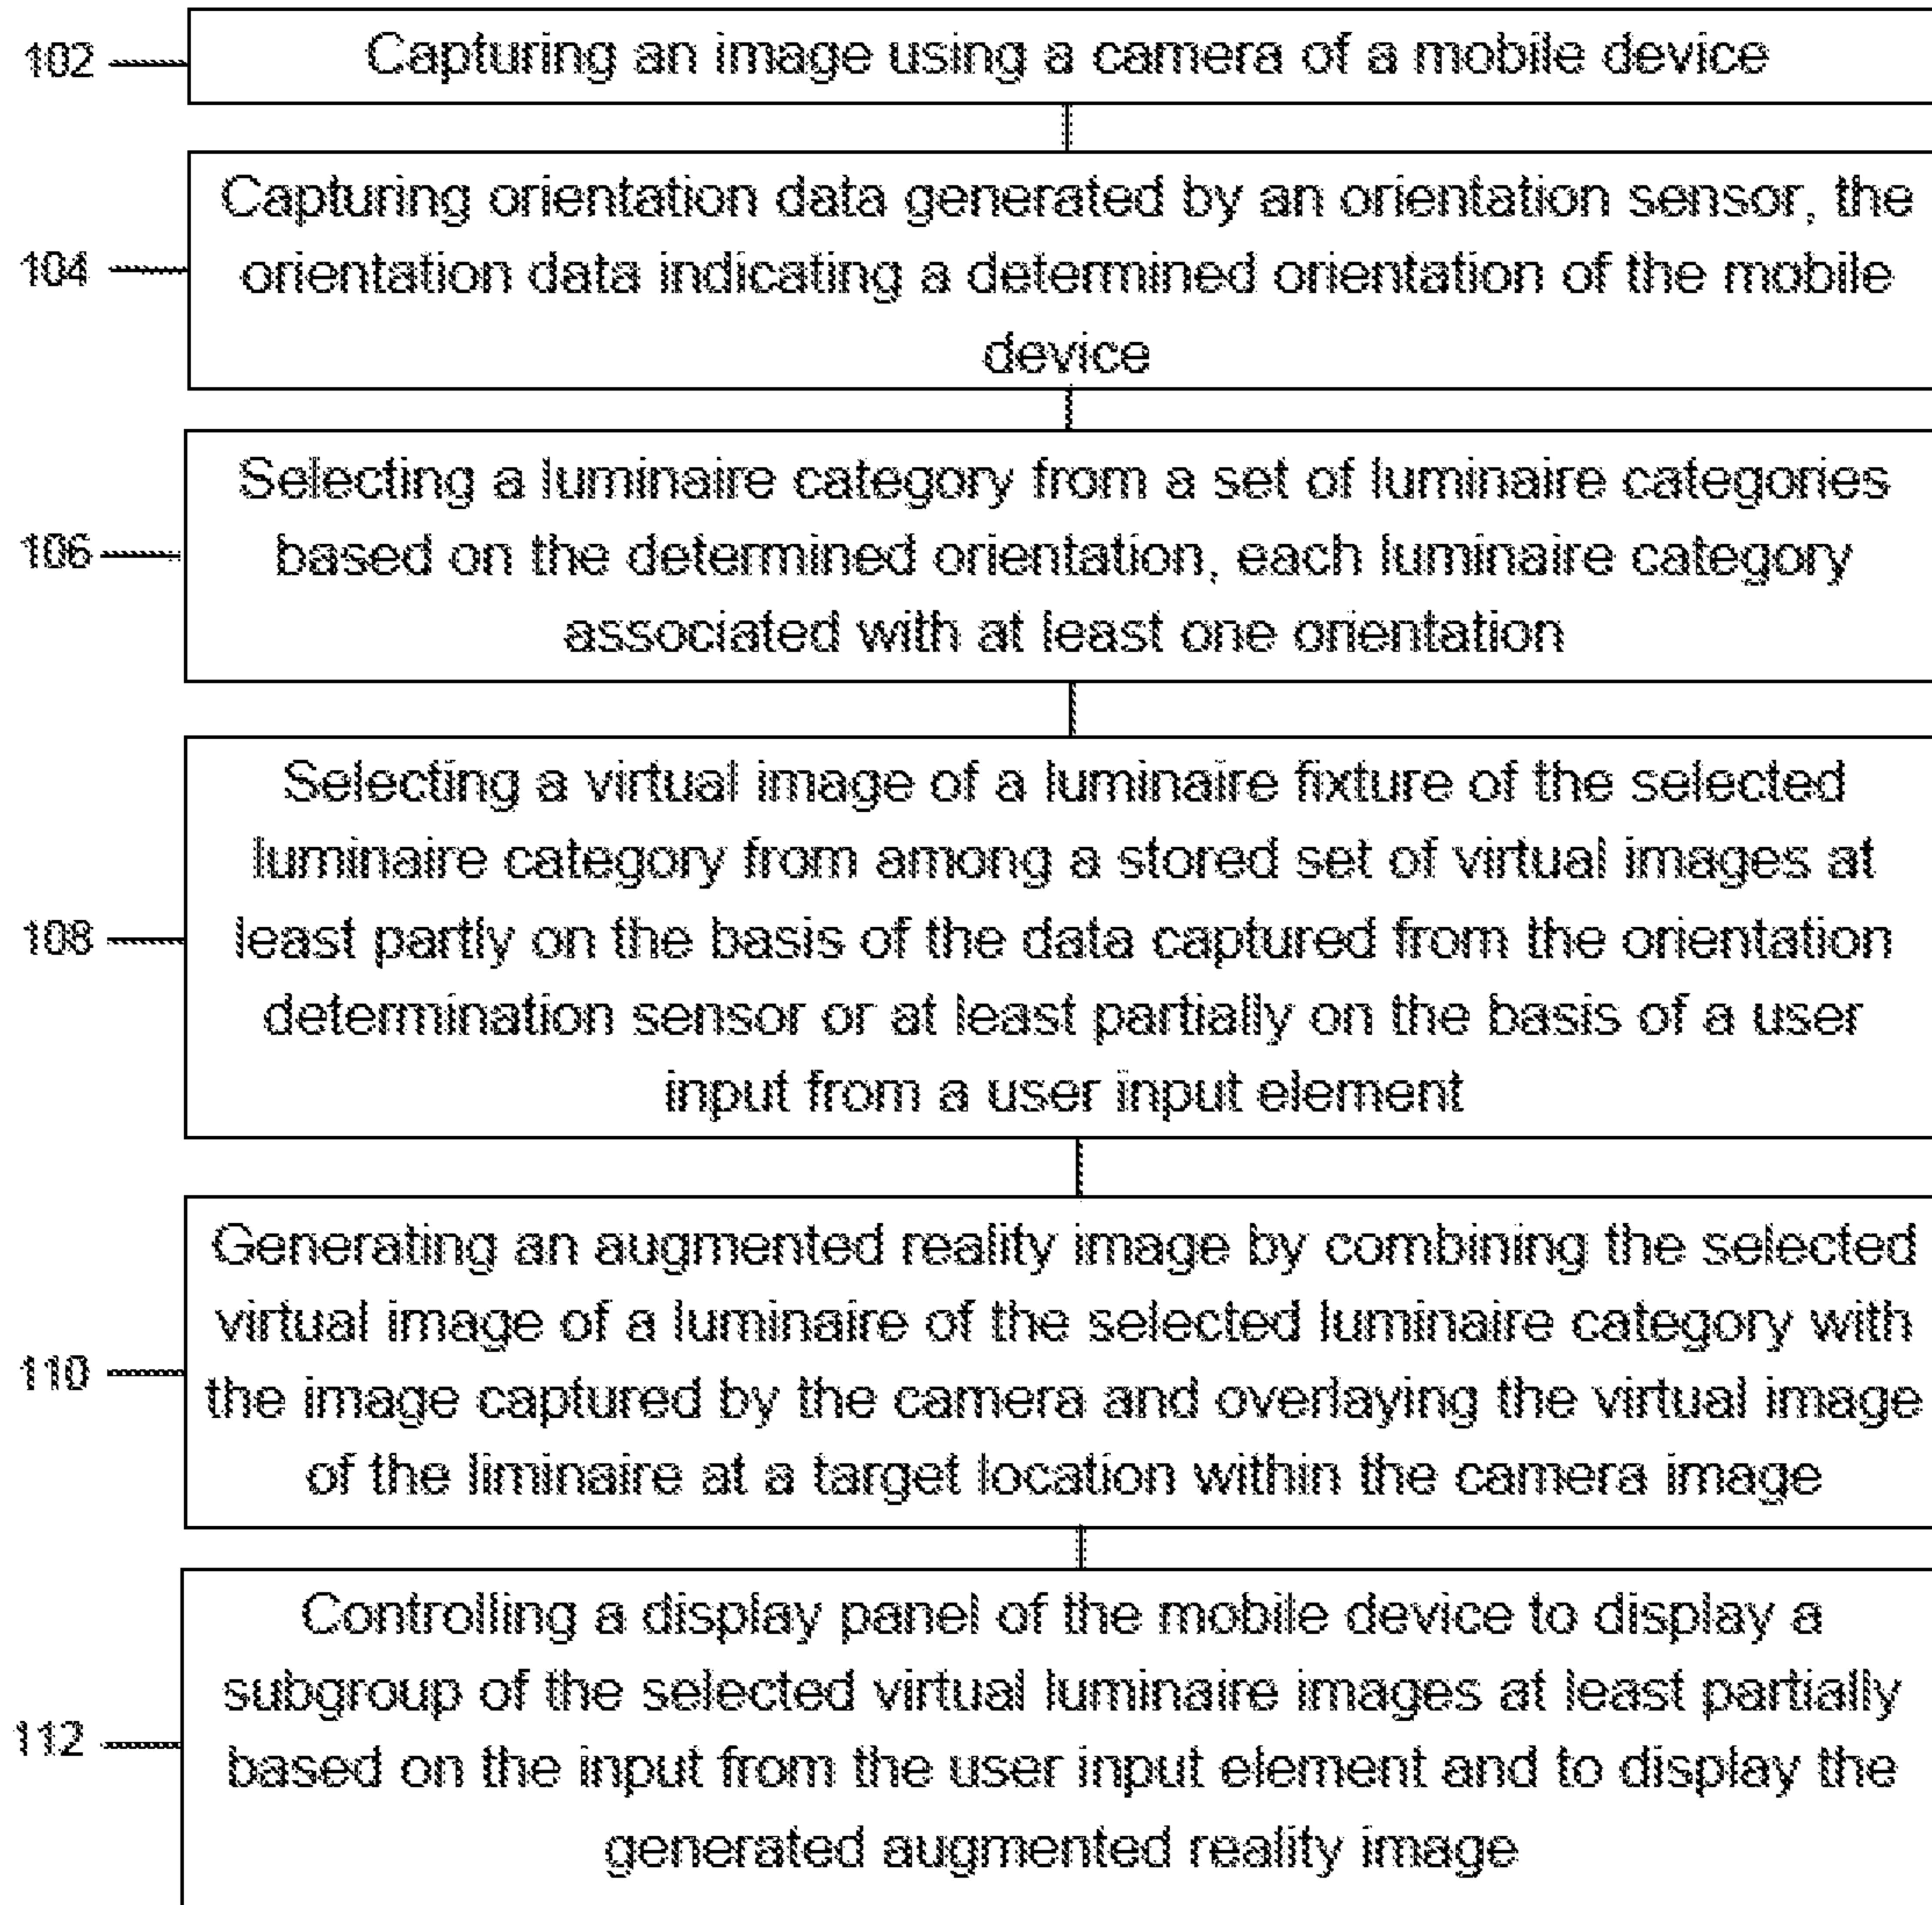 102
Capturing an image using a camera of a mobile device
104
Capturing orientation data generated by an orientation sensor, the
orientation data indicating a determined orientation of the mobile
device
106
Selecting a luminaire category from a set of luminaire categories
based on the determined orientation, each luminaire category
associated with at least one orientation
108
Selecting a virtual image of a luminaire fixture of the selected
luminaire category from among a stored set of virtual images at
least partly on the basis of the data captured from the orientation
determination sensor or at least partially on the basis of a user
input from a user input element
110
Generating an augmented reality image by combining the selected
virtual image of a luminaire of the selected luminaire category with
the image captured by the camera and overlaying the virtual image
of the liminaire at a target location within the camera image
112
Controlling a display panel of the mobile device to display a
subgroup of the selected virtual luminaire images at least partially
based on the input from the user input element and to display the
generated augmented reality image